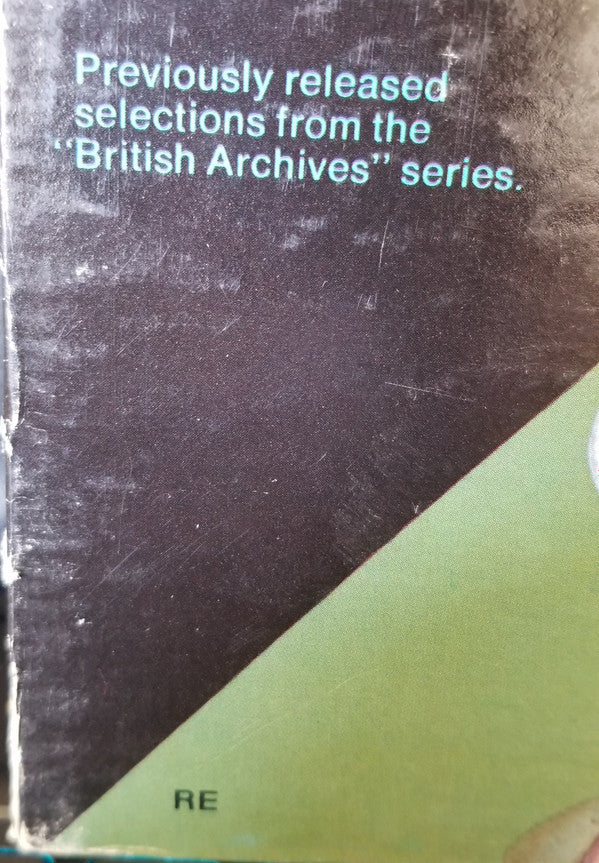 Previously released
selections from the
"British Archives" series.
RE